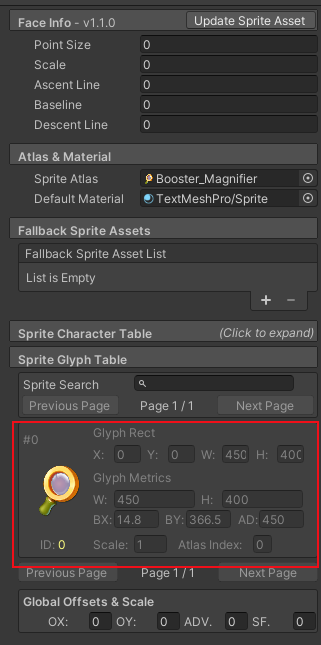 Face Info - v1.1.0 Update Sprite Asset
Point Size 0
Scale 0
Ascent Line 0
Baseline 0
Descent Line 0
Atlas & Material
Sprite Atlas Booster_Magnifier
Default Material TextMeshPro/Sprite
Fallback Sprite Assets
Fallback Sprite Asset List
List is Empty
+ −
Sprite Character Table (Click to expand)
Sprite Glyph Table
Sprite Search
Previous Page Page 1 / 1 Next Page
#0 Glyph Rect
X: 0 Y: 0 W: 450 H: 400
Glyph Metrics
W: 450 H: 400
BX: 14.8 BY: 366.5 AD: 450
ID: 0 Scale: 1 Atlas Index: 0
Previous Page Page 1 / 1 Next Page
Global Offsets & Scale
OX: 0 OY: 0 ADV. 0 SF. 0